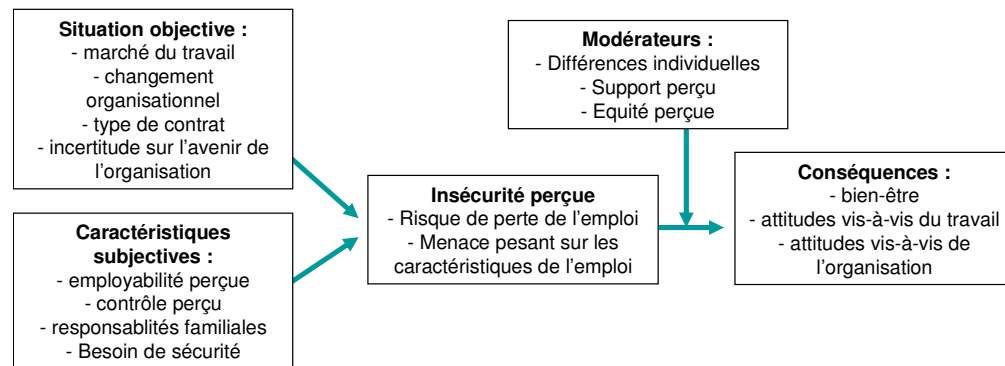 Situation objective :
- marché du travail
- changement
organisationnel
- type de contrat
- incertitude sur l’avenir de
l’organisation
Caractéristiques
subjectives :
- employabilité perçue
- contrôle perçu
- responsablités familiales
- Besoin de sécurité
Insécurité perçue
- Risque de perte de l’emploi
- Menace pesant sur les
caractéristiques de l’emploi
Modérateurs :
- Différences individuelles
- Support perçu
- Equité perçue
Conséquences :
- bien-être
- attitudes vis-à-vis du travail
- attitudes vis-à-vis de
l’organisation